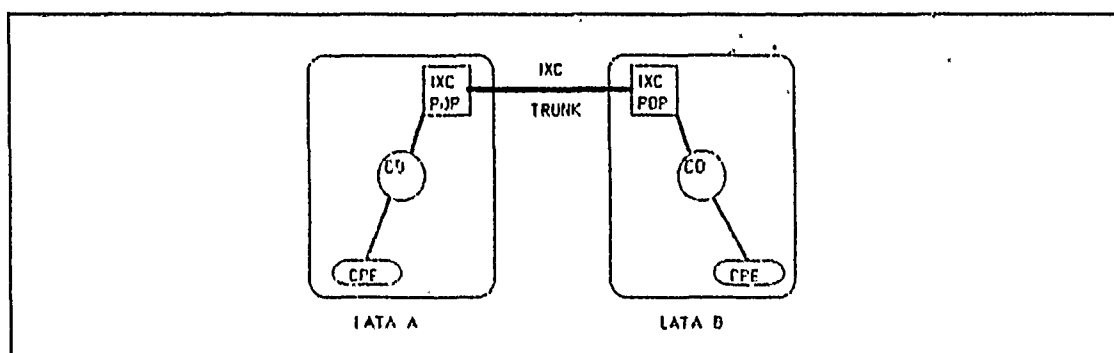 IXC
POP
IXC
TRUNK
IXC
POP
CO
CO
CPE
CPE
LATA A
LATA B